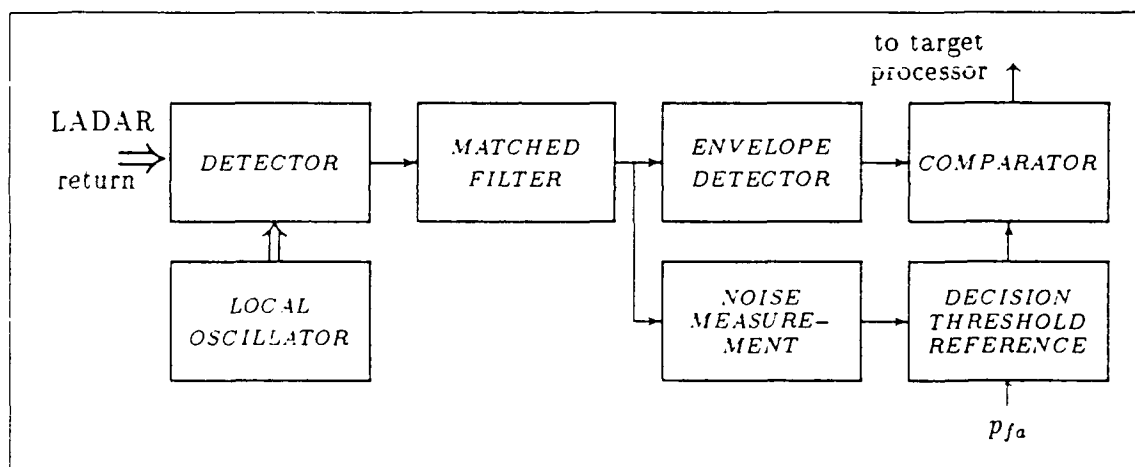 to target
processor
LADAR
return
DETECTOR
MATCHED
FILTER
ENVELOPE
DETECTOR
COMPARATOR
LOCAL
OSCILLATOR
NOISE
MEASURE-
MENT
DECISION
THRESHOLD
REFERENCE
pfa